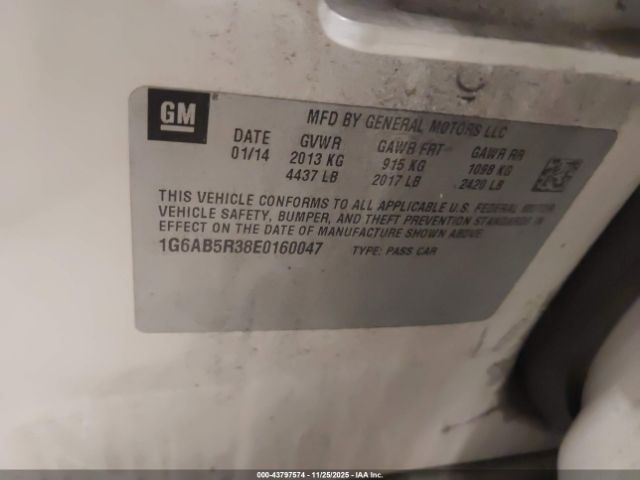 GM
MFD BY GENERAL MOTORS LLC
DATE GVWR GAWR FRT GAWR RR
01/14 2013 KG 915 KG 1098 KG
4437 LB 2017 LB 2420 LB
THIS VEHICLE CONFORMS TO ALL APPLICABLE U.S. FEDERAL MOTOR
VEHICLE SAFETY, BUMPER, AND THEFT PREVENTION STANDARDS IN
EFFECT ON THE DATE OF MANUFACTURE SHOWN ABOVE.
1G6AB5R38E0160047 TYPE: PASS CAR
00-43797574 | 11/25/2025 | IAA Inc.